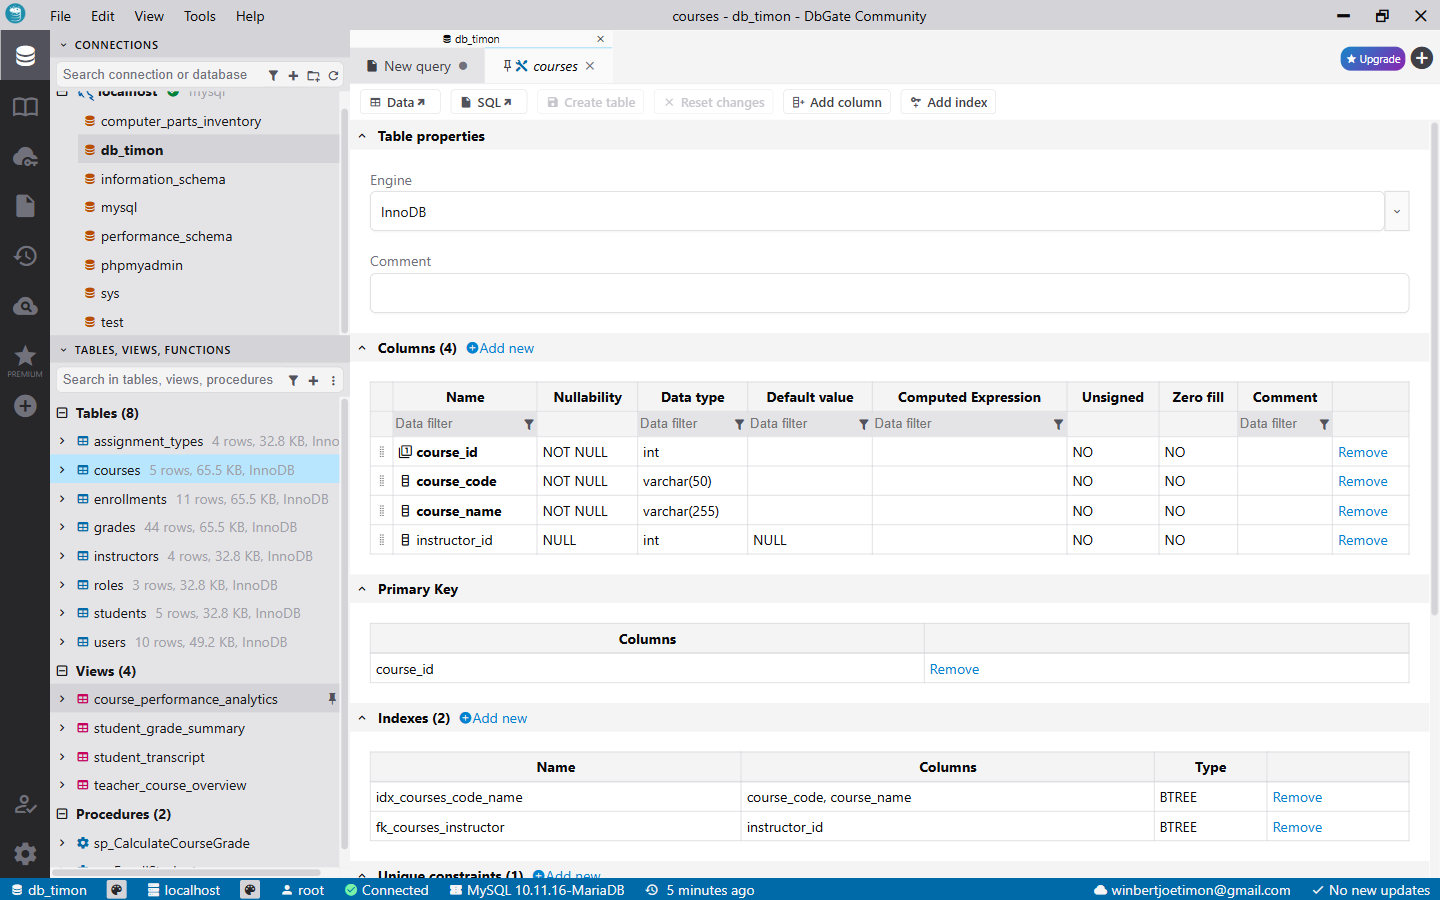 File Edit View Tools Help
courses - db_timon - DbGate Community
CONNECTIONS
Search connection or database
localhost mysql
computer_parts_inventory
db_timon
information_schema
mysql
performance_schema
phpmyadmin
sys
test
PREMIUM
TABLES, VIEWS, FUNCTIONS
Search in tables, views, procedures
Tables (8)
assignment_types 4 rows, 32.8 KB, Inno
courses 5 rows, 65.5 KB, InnoDB
enrollments 11 rows, 65.5 KB, InnoDB
grades 44 rows, 65.5 KB, InnoDB
instructors 4 rows, 32.8 KB, InnoDB
roles 3 rows, 32.8 KB, InnoDB
students 5 rows, 32.8 KB, InnoDB
users 10 rows, 49.2 KB, InnoDB
Views (4)
course_performance_analytics
student_grade_summary
student_transcript
teacher_course_overview
Procedures (2)
sp_CalculateCourseGrade
db_timon
New query courses
Upgrade
Data SQL Create table Reset changes Add column Add index
Table properties
Engine
InnoDB
Comment
Columns (4) Add new
Name Nullability Data type Default value Computed Expression Unsigned Zero fill Comment
Data filter Data filter Data filter Data filter Data filter
course_id NOT NULL int NO NO Remove
course_code NOT NULL varchar(50) NO NO Remove
course_name NOT NULL varchar(255) NO NO Remove
instructor_id NULL int NULL NO NO Remove
Primary Key
Columns
course_id Remove
Indexes (2) Add new
Name Columns Type
idx_courses_code_name course_code, course_name BTREE Remove
fk_courses_instructor instructor_id BTREE Remove
Unique constraints (1) Add new
db_timon localhost root Connected MySQL 10.11.16-MariaDB 5 minutes ago winbertjoetimon@gmail.com No new updates